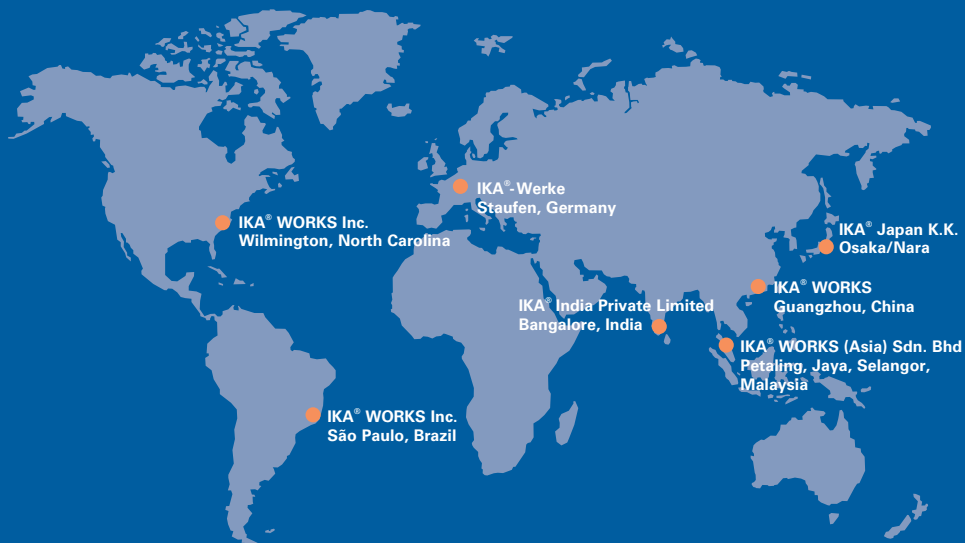 IKA®-Werke
Staufen, Germany
IKA® WORKS Inc.
Wilmington, North Carolina
IKA® Japan K.K.
Osaka/Nara
IKA® WORKS
Guangzhou, China
IKA® India Private Limited
Bangalore, India
IKA® WORKS (Asia) Sdn. Bhd
Petaling, Jaya, Selangor,
Malaysia
IKA® WORKS Inc.
São Paulo, Brazil